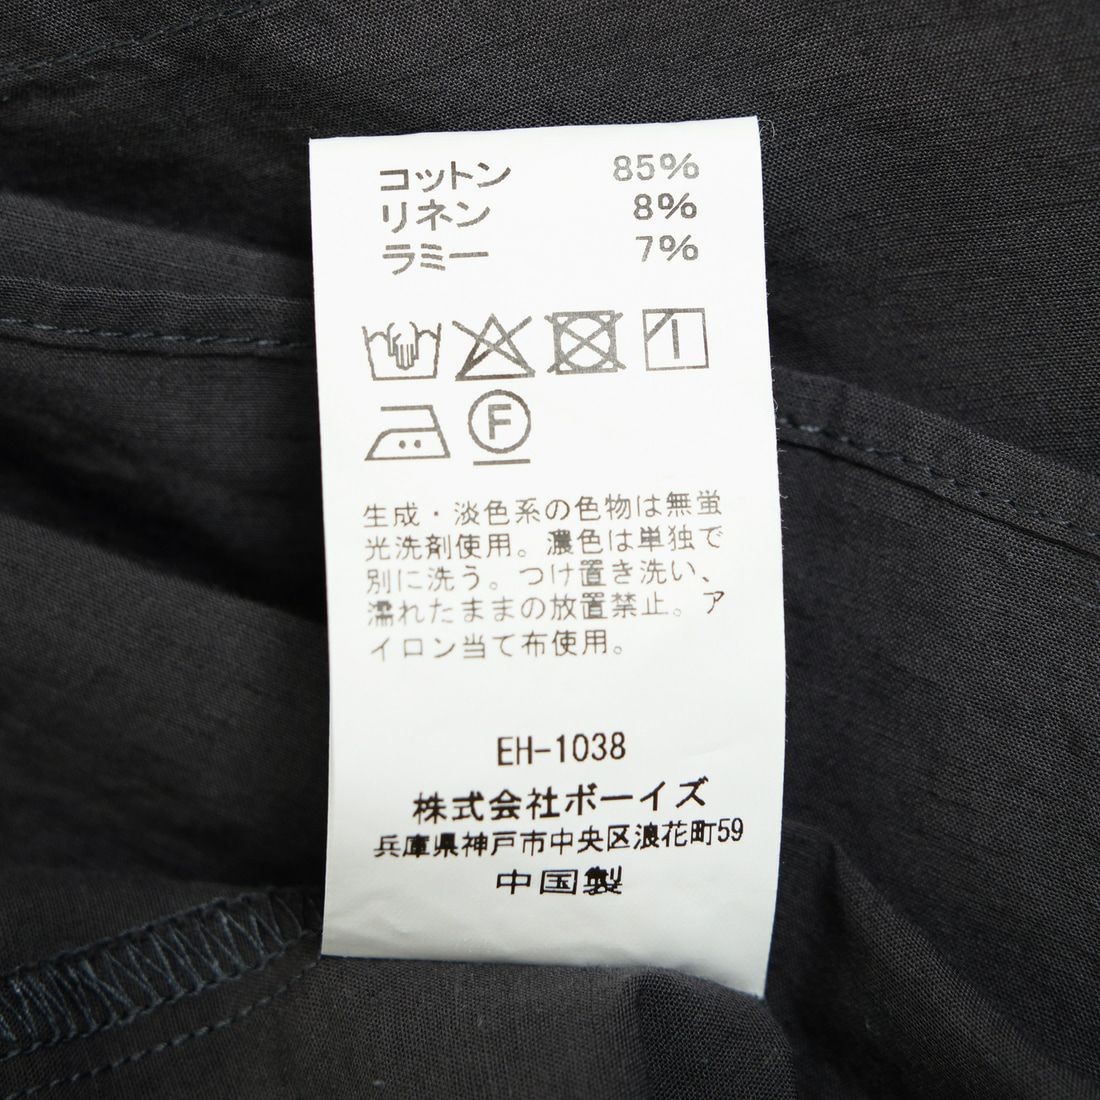 コットン 85%
リネン 8%
ラミー 7%
F
生成・淡色系の色物は無蛍
光洗剤使用。濃色は単独で
別に洗う。つけ置き洗い、
濡れたままの放置禁止。ア
イロン当て布使用。
EH-1038
株式会社ボーイズ
兵庫県神戸市中央区浪花町59
中国製